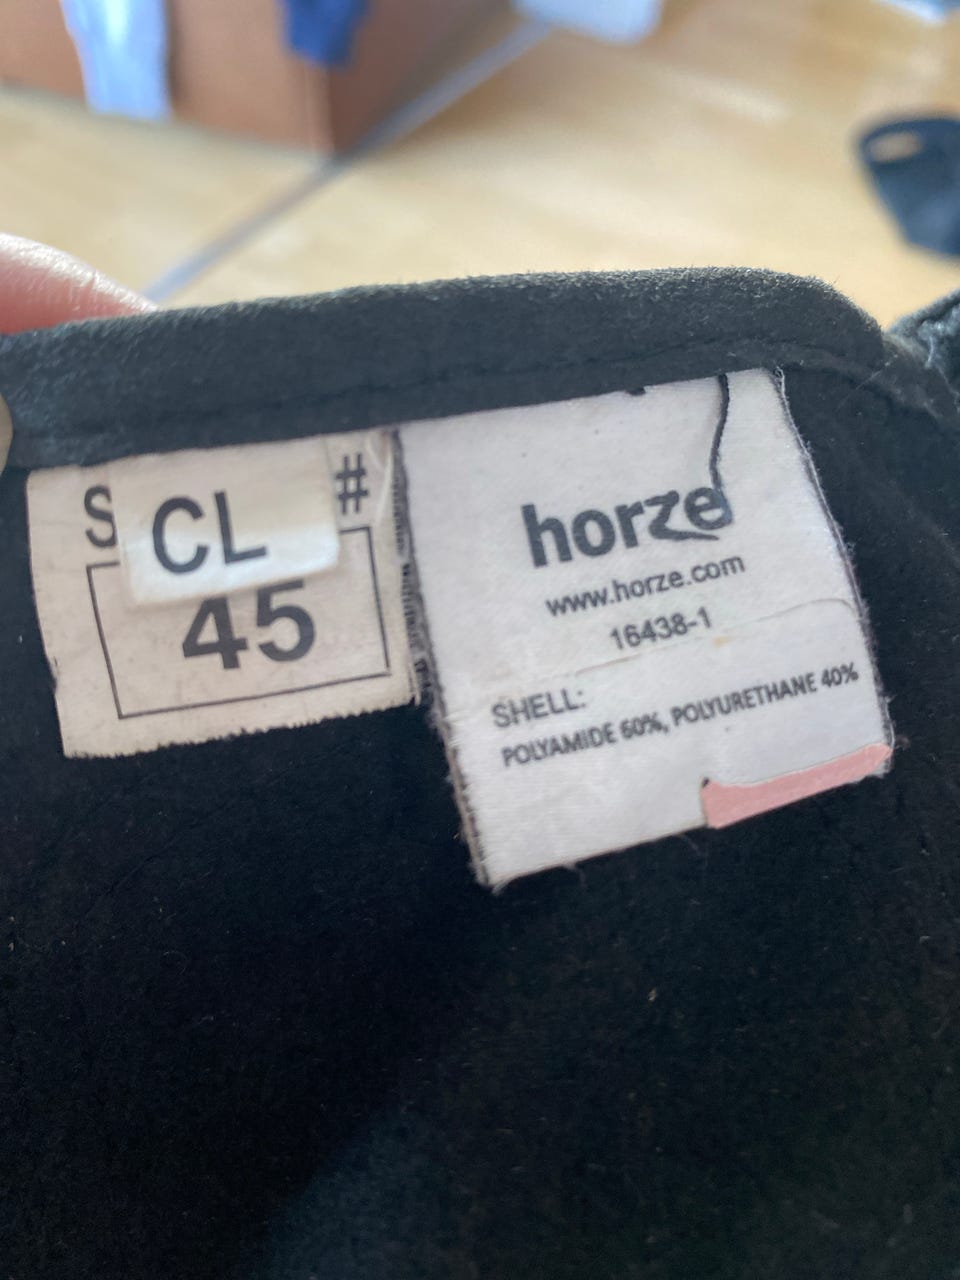 S
#
CL
45
horze
www.horze.com
16438-1
SHELL:
POLYAMIDE 60%, POLYURETHANE 40%